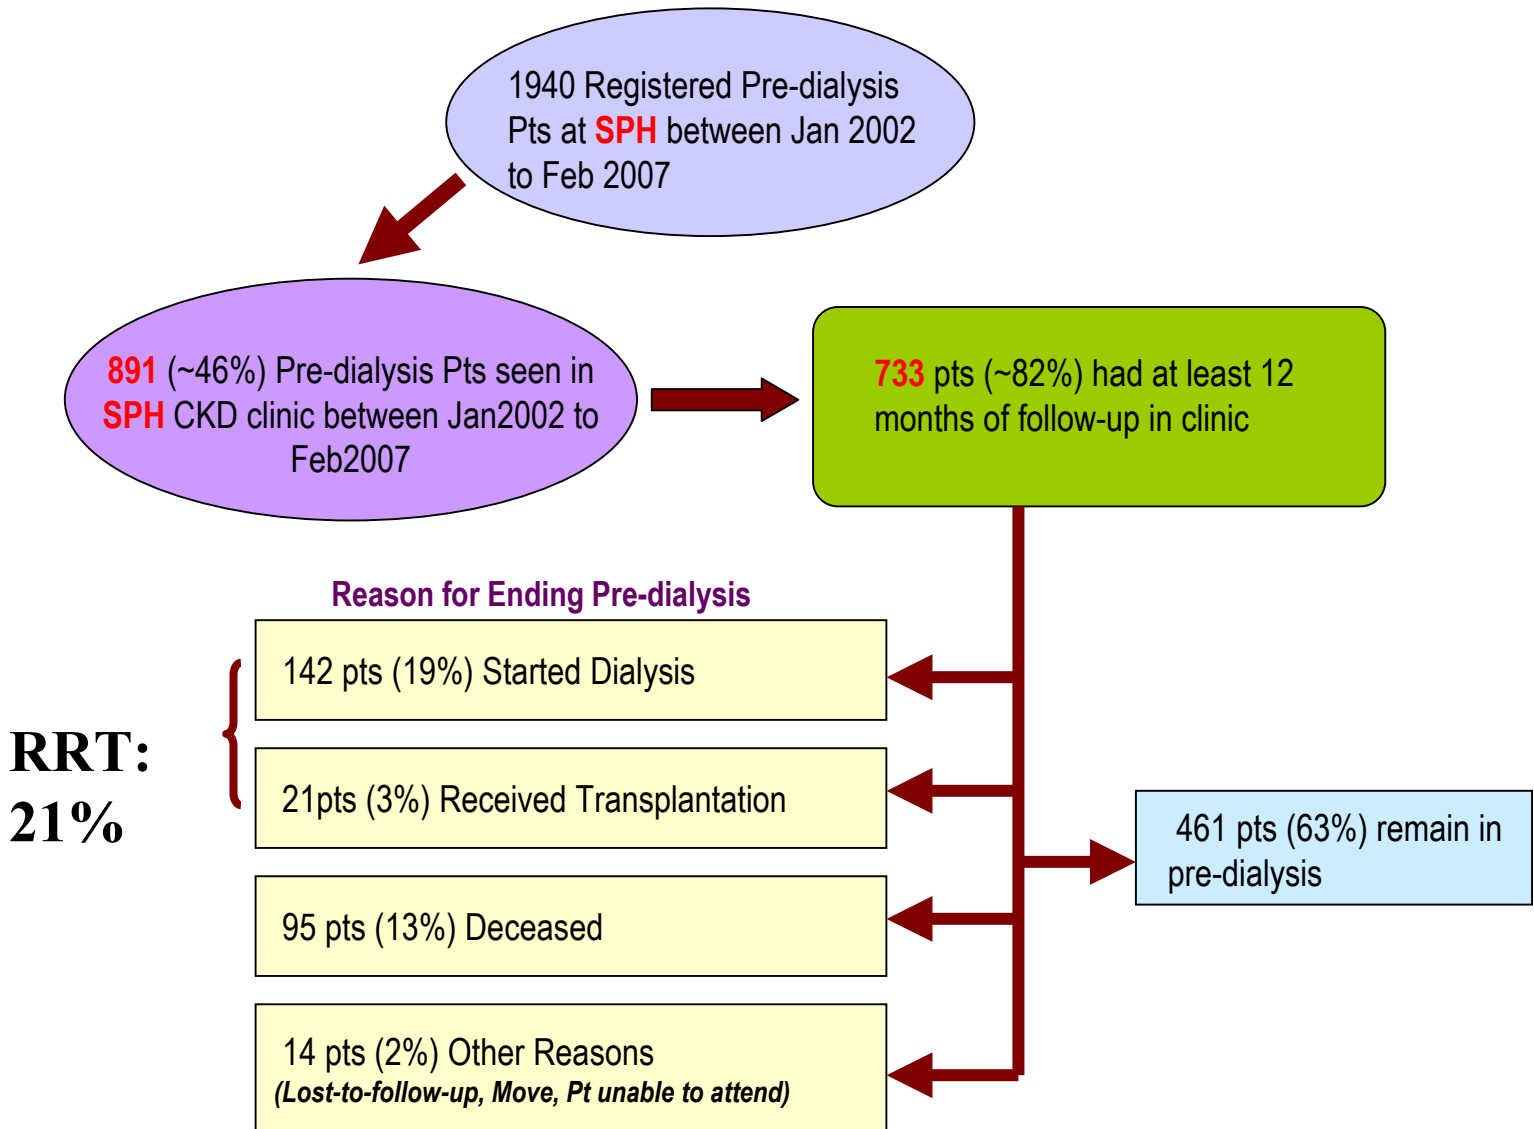 1940 Registered Pre-dialysis
Pts at SPH between Jan 2002
to Feb 2007
891 (~46%) Pre-dialysis Pts seen in
SPH CKD clinic between Jan2002 to
Feb2007
733 pts (~82%) had at least 12
months of follow-up in clinic
Reason for Ending Pre-dialysis
142 pts (19%) Started Dialysis
RRT:
21%
21pts (3%) Received Transplantation
461 pts (63%) remain in
pre-dialysis
95 pts (13%) Deceased
14 pts (2%) Other Reasons
(Lost-to-follow-up, Move, Pt unable to attend)